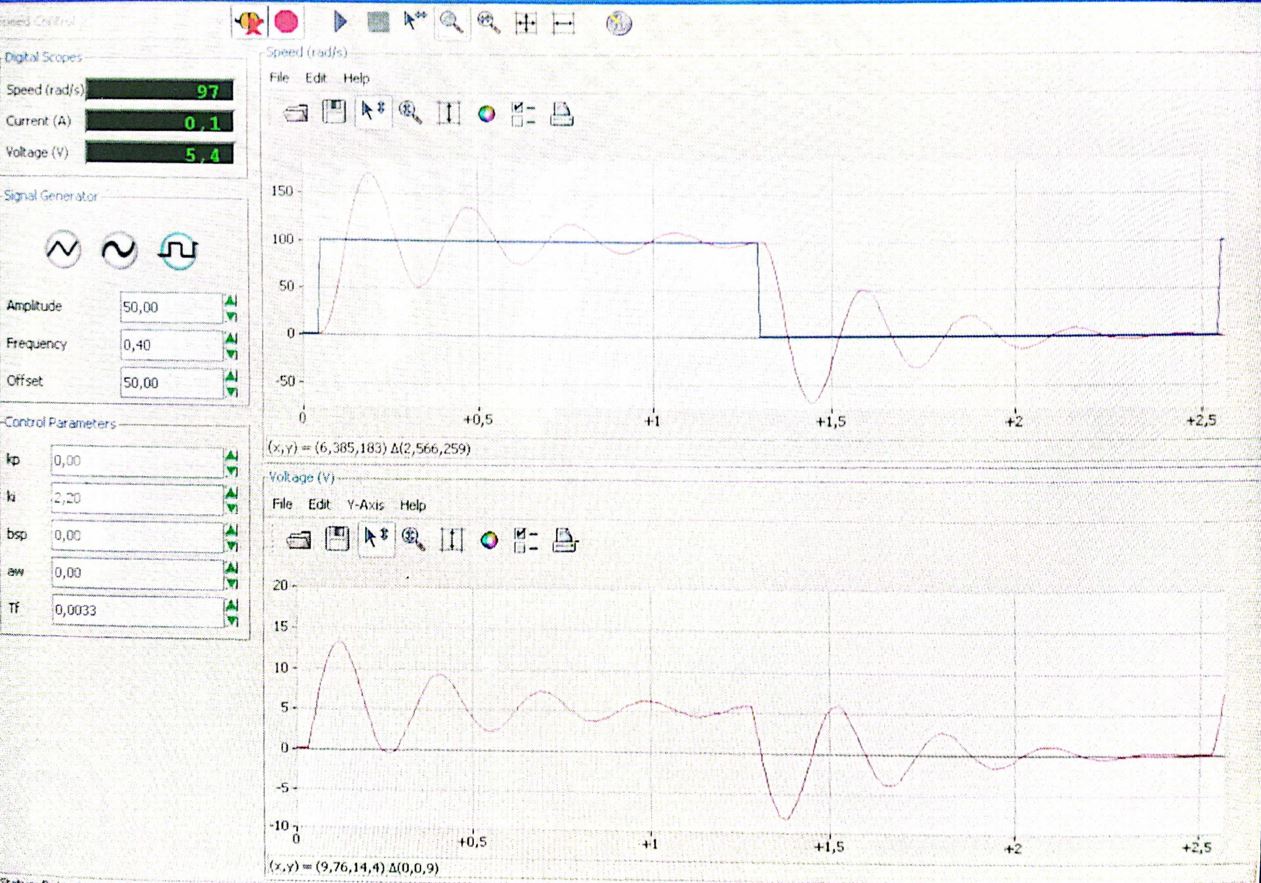 Speed Control
Digital Scopes
Speed (rad/s) 97
Current (A) 0,1
Voltage (V) 5,4
Signal Generator
Amplitude 50,00
Frequency 0,40
Offset 50,00
Control Parameters
kp 0,00
ki 2,20
bsp 0,00
aw 0,00
Tf 0,0033
Speed (rad/s)
File Edit Help
150
100
50
0
-50
0 +0,5 +1 +1,5 +2 +2,5
(x,y) = (6,385,183) Δ(2,566,259)
Voltage (V)
File Edit Y-Axis Help
20
15
10
5
0
-5
-10
0 +0,5 +1 +1,5 +2 +2,5
(x,y) = (9,76,14,4) Δ(0,0,9)